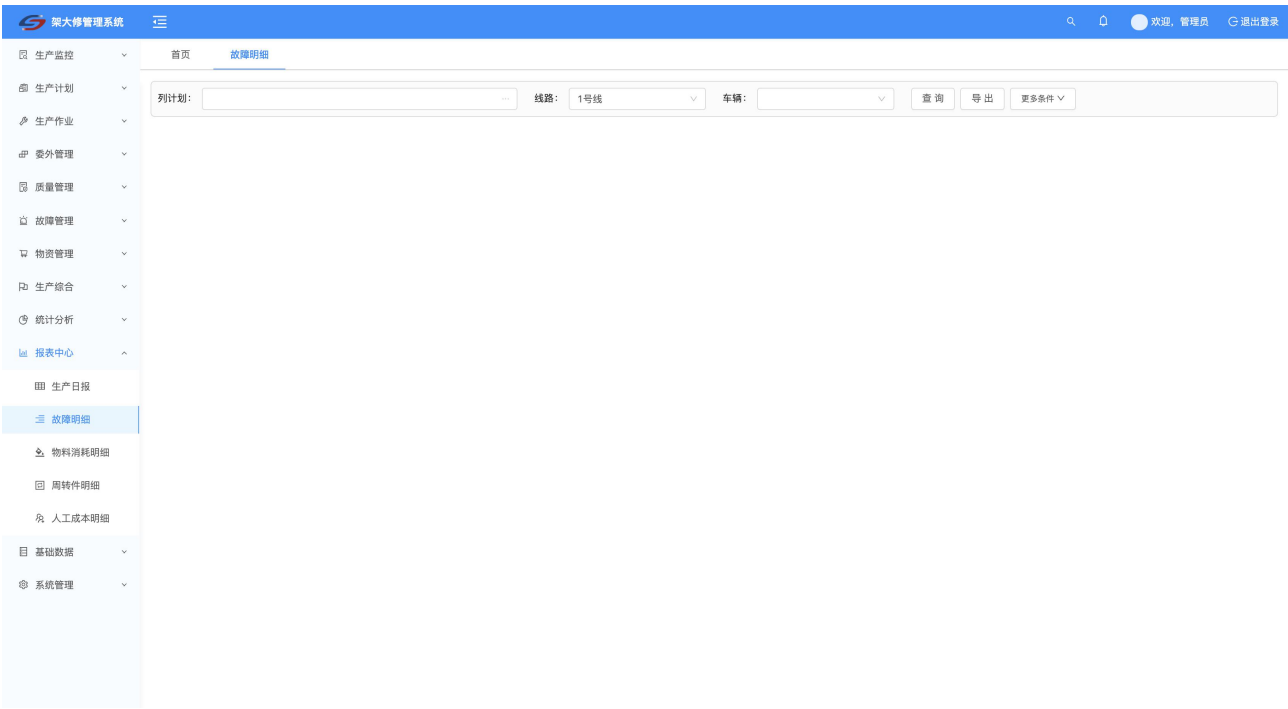 架大修管理系统
欢迎，管理员
退出登录
生产监控
生产计划
生产作业
委外管理
质量管理
故障管理
物资管理
生产综合
统计分析
报表中心
生产日报
故障明细
物料消耗明细
周转件明细
人工成本明细
基础数据
系统管理
首页 故障明细
列计划： ··· 线路： 1号线 车辆： 查 询 导 出 更多条件